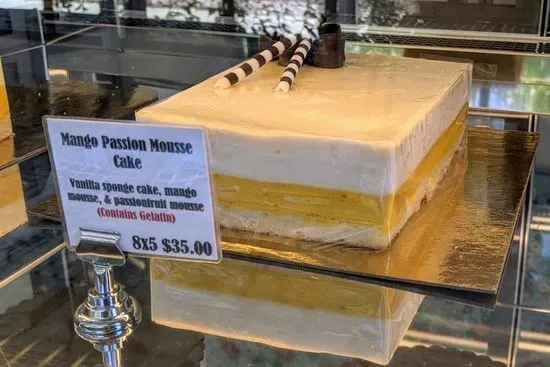 Mango Passion Mousse
Cake
Vanilla sponge cake, mango
mousse, & passionfruit mousse
(Contains Gelatin)
8x5 $35.00